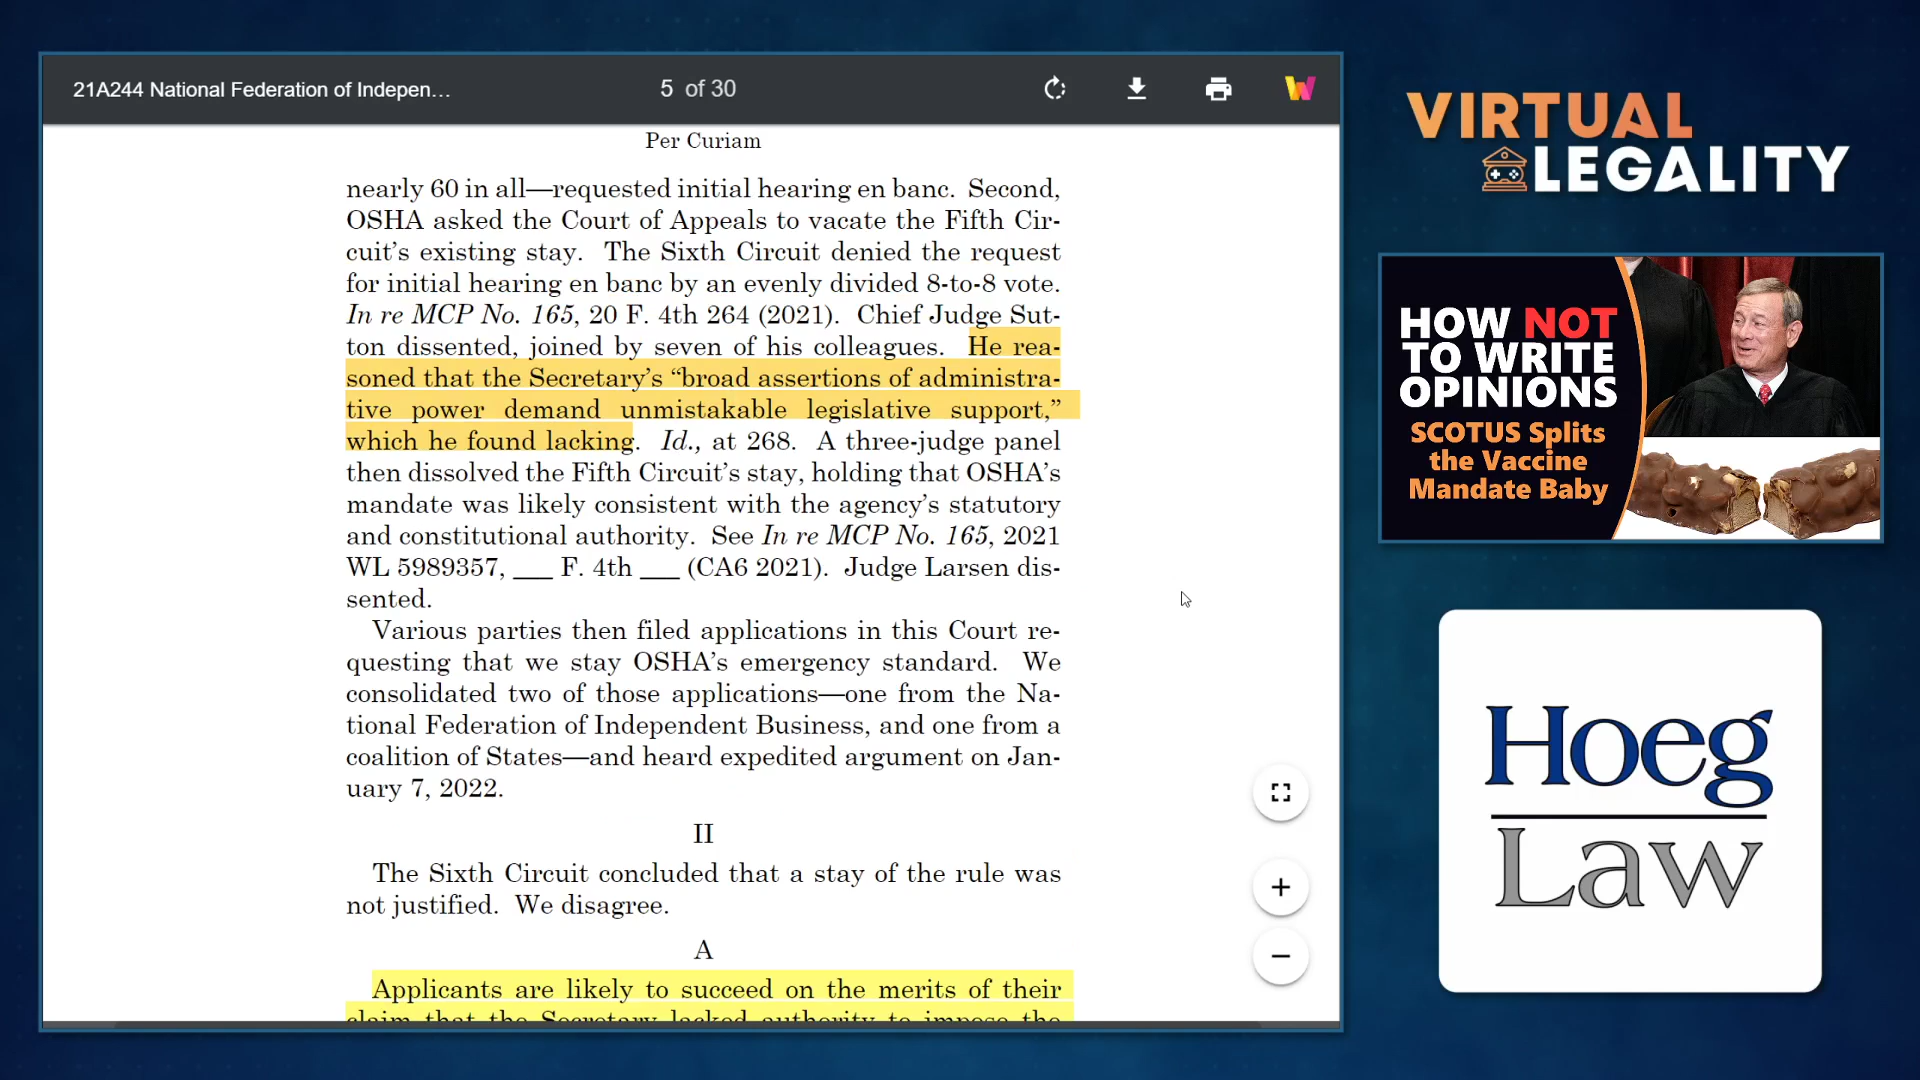 21A244 National Federation of Indepen...
5 of 30
Per Curiam
nearly 60 in all—requested initial hearing en banc. Second,
OSHA asked the Court of Appeals to vacate the Fifth Cir-
cuit's existing stay. The Sixth Circuit denied the request
for initial hearing en banc by an evenly divided 8-to-8 vote.
In re MCP No. 165, 20 F. 4th 264 (2021). Chief Judge Sut-
ton dissented, joined by seven of his colleagues. He rea-
soned that the Secretary's “broad assertions of administra-
tive power demand unmistakable legislative support,”
which he found lacking. Id., at 268. A three-judge panel
then dissolved the Fifth Circuit's stay, holding that OSHA's
mandate was likely consistent with the agency's statutory
and constitutional authority. See In re MCP No. 165, 2021
WL 5989357, ___ F. 4th ___ (CA6 2021). Judge Larsen dis-
sented.
Various parties then filed applications in this Court re-
questing that we stay OSHA's emergency standard. We
consolidated two of those applications—one from the Na-
tional Federation of Independent Business, and one from a
coalition of States—and heard expedited argument on Jan-
uary 7, 2022.
II
The Sixth Circuit concluded that a stay of the rule was
not justified. We disagree.
A
Applicants are likely to succeed on the merits of their
claim that the Secretary lacked authority to impose the
VIRTUAL
LEGALITY
HOW NOT
TO WRITE
OPINIONS
SCOTUS Splits
the Vaccine
Mandate Baby
Hoeg
Law